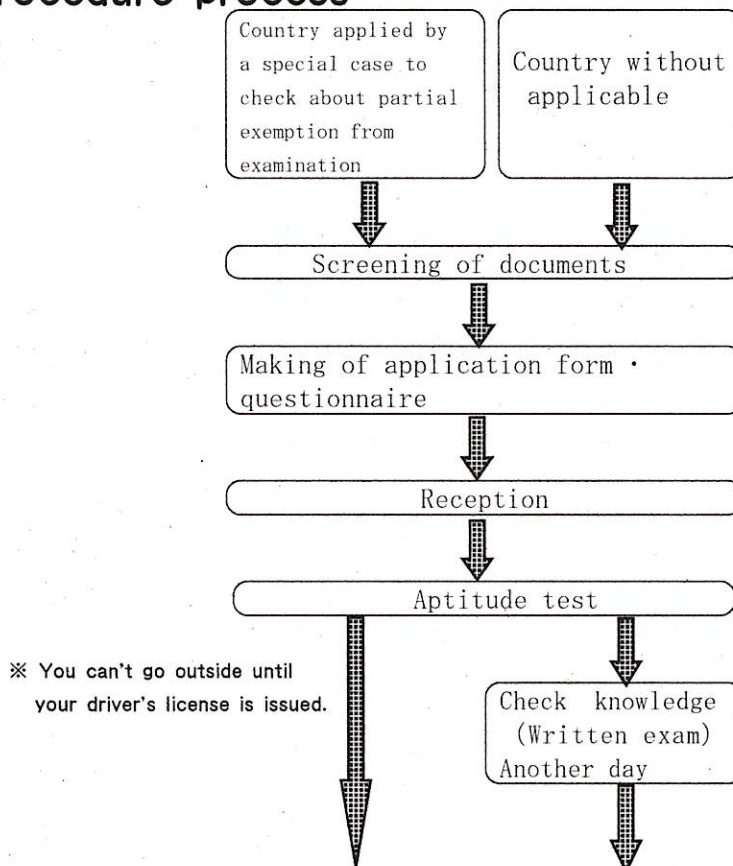 process
Country applied by
a special case to
check about partial
exemption from
examination
Country without
applicable
Screening of documents
Making of application form ・
questionnaire
Reception
Aptitude test
※ You can't go outside until
your driver's license is issued.
Check knowledge
(Written exam)
Another day